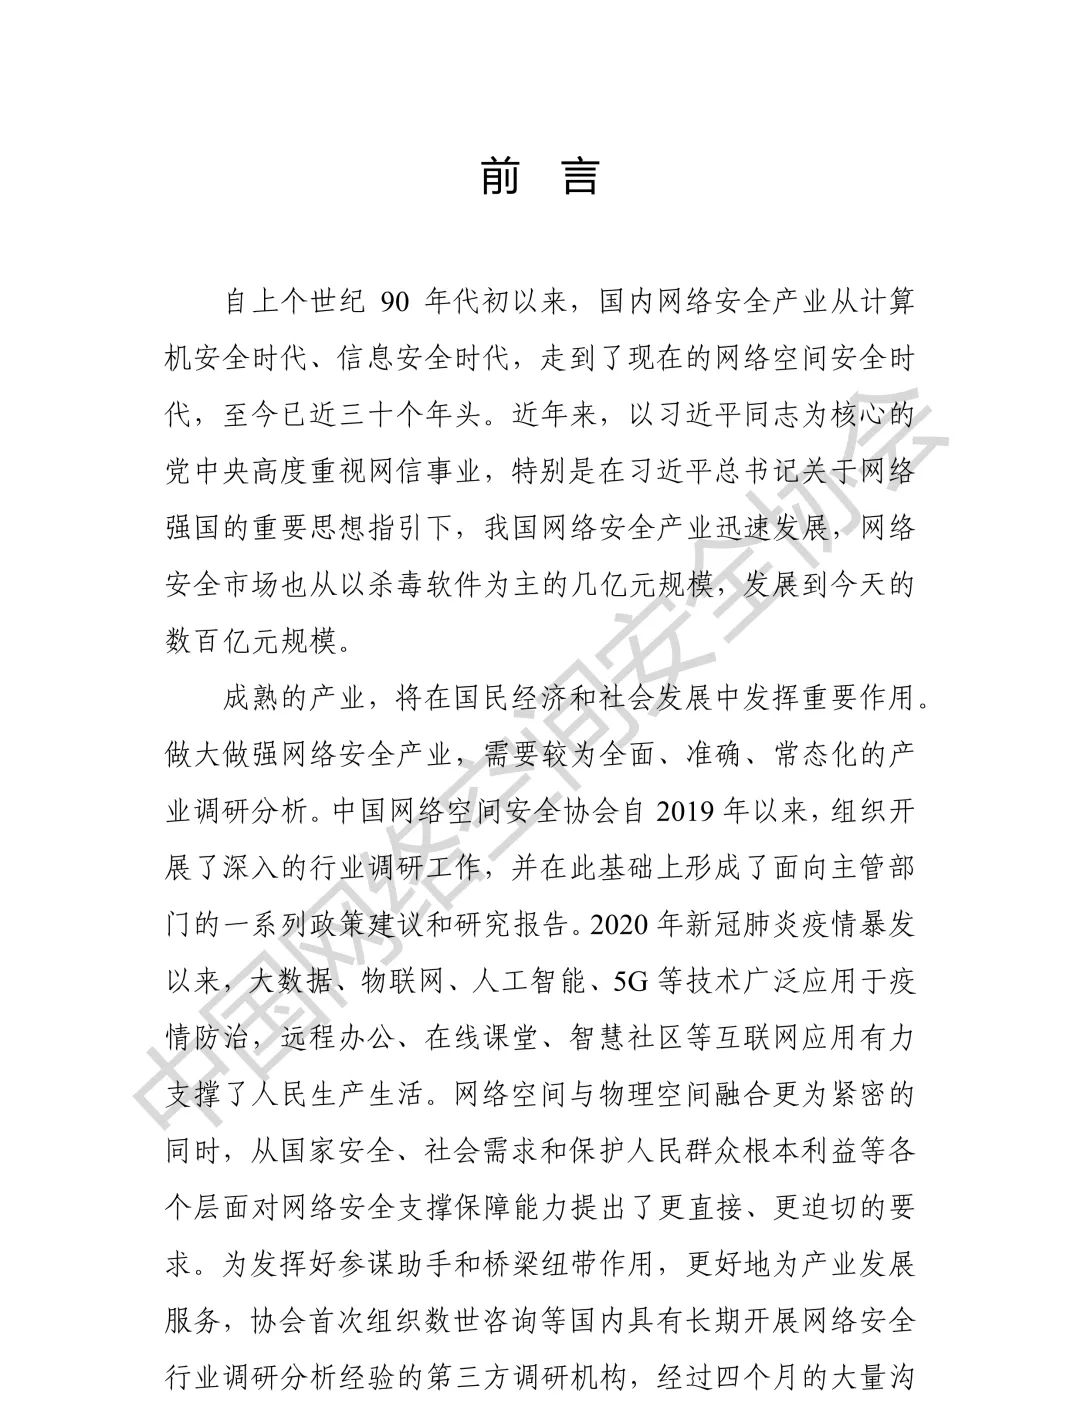 前 言
自上个世纪 90 年代初以来，国内网络安全产业从计算
机安全时代、信息安全时代，走到了现在的网络空间安全时
代，至今已近三十个年头。近年来，以习近平同志为核心的
党中央高度重视网信事业，特别是在习近平总书记关于网络
强国的重要思想指引下，我国网络安全产业迅速发展，网络
安全市场也从以杀毒软件为主的几亿元规模，发展到今天的
数百亿元规模。
成熟的产业，将在国民经济和社会发展中发挥重要作用。
做大做强网络安全产业，需要较为全面、准确、常态化的产
业调研分析。中国网络空间安全协会自 2019 年以来，组织开
展了深入的行业调研工作，并在此基础上形成了面向主管部
门的一系列政策建议和研究报告。2020 年新冠肺炎疫情暴发
以来，大数据、物联网、人工智能、5G 等技术广泛应用于疫
情防治，远程办公、在线课堂、智慧社区等互联网应用有力
支撑了人民生产生活。网络空间与物理空间融合更为紧密的
同时，从国家安全、社会需求和保护人民群众根本利益等各
个层面对网络安全支撑保障能力提出了更直接、更迫切的要
求。为发挥好参谋助手和桥梁纽带作用，更好地为产业发展
服务，协会首次组织数世咨询等国内具有长期开展网络安全
行业调研分析经验的第三方调研机构，经过四个月的大量沟
中国网络空间安全协会